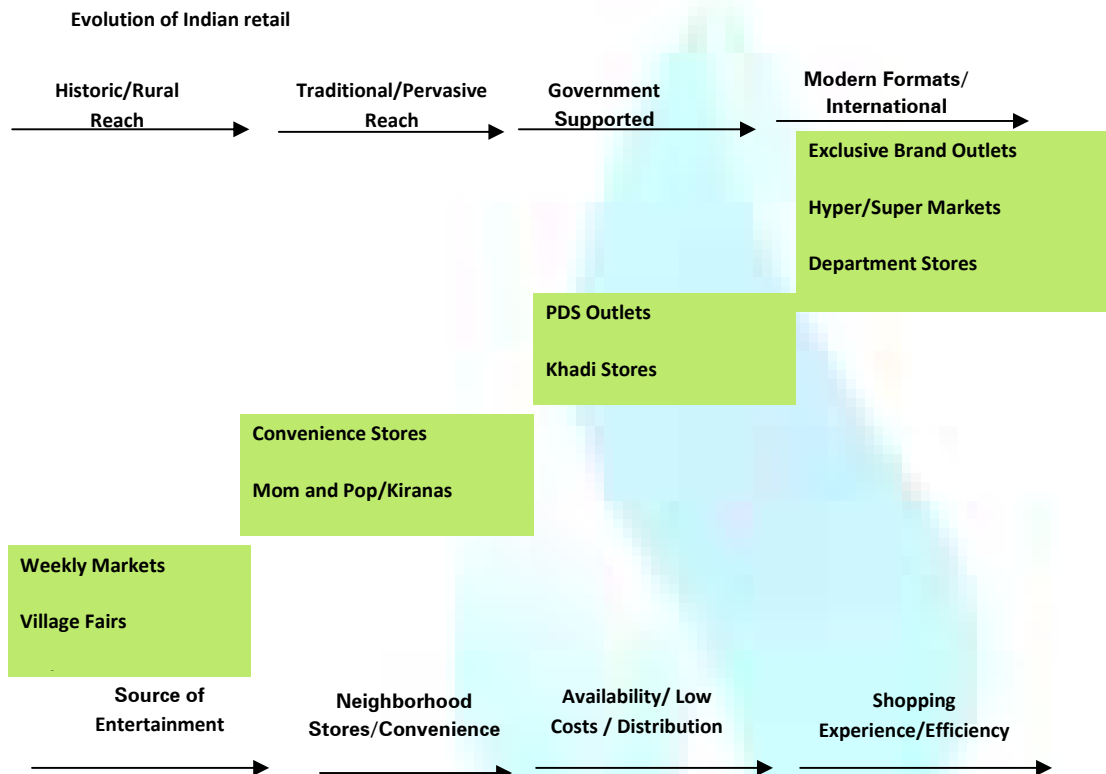 Evolution of Indian retail
Historic/Rural
Reach
Traditional/Pervasive
Reach
Government
Supported
Modern Formats/
International
Exclusive Brand Outlets
Hyper/Super Markets
Department Stores
PDS Outlets
Khadi Stores
Convenience Stores
Mom and Pop/Kiranas
Weekly Markets
Village Fairs
Source of
Entertainment
Neighborhood
Stores/Convenience
Availability/ Low
Costs / Distribution
Shopping
Experience/Efficiency